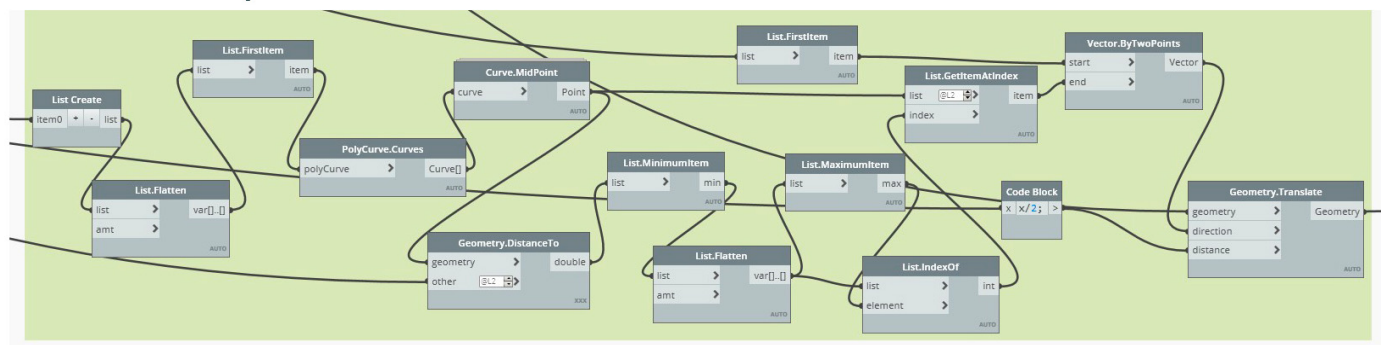 List Create
item0 + - list
List.Flatten
list > var[]..[]
amt >
AUTO
List.FirstItem
list > item
AUTO
PolyCurve.Curves
polyCurve > Curve[]
AUTO
Curve.MidPoint
curve > Point
AUTO
Geometry.DistanceTo
geometry > double
other @L2 >
xxx
List.MinimumItem
list > min
AUTO
List.Flatten
list > var[]..[]
amt >
AUTO
List.FirstItem
list > item
AUTO
List.MaximumItem
list > max
AUTO
List.IndexOf
list > int
element >
AUTO
List.GetItemAtIndex
list @L2 > item
index >
AUTO
Code Block
x x/2; >
Vector.ByTwoPoints
start > Vector
end >
AUTO
Geometry.Translate
geometry > Geometry
direction >
distance >
AUTO